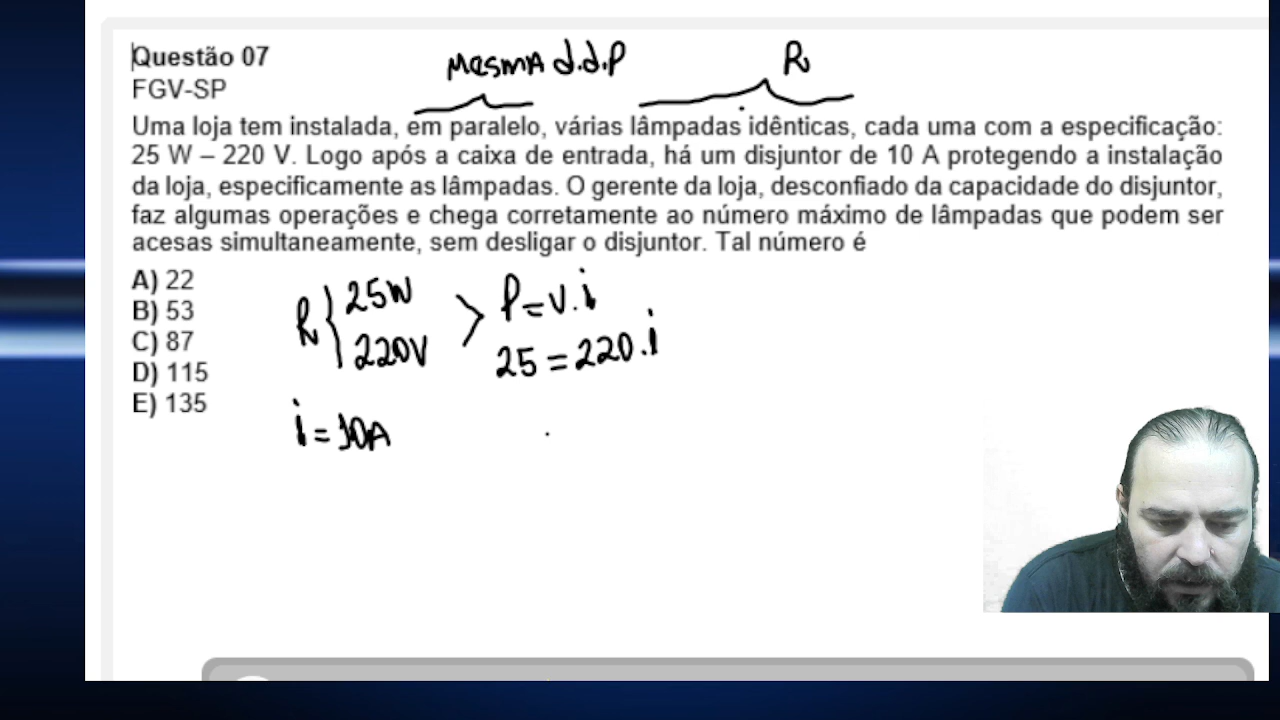 Questão 07
MesmA d.d.P
R
FGV-SP
Uma loja tem instalada, em paralelo, várias lâmpadas idênticas, cada uma com a especificação:
25 W – 220 V. Logo após a caixa de entrada, há um disjuntor de 10 A protegendo a instalação
da loja, especificamente as lâmpadas. O gerente da loja, desconfiado da capacidade do disjuntor,
faz algumas operações e chega corretamente ao número máximo de lâmpadas que podem ser
acesas simultaneamente, sem desligar o disjuntor. Tal número é
A) 22
B) 53
C) 87
D) 115
E) 135
R { 25W
220V
> P = V.i
25 = 220.i
i = 10A